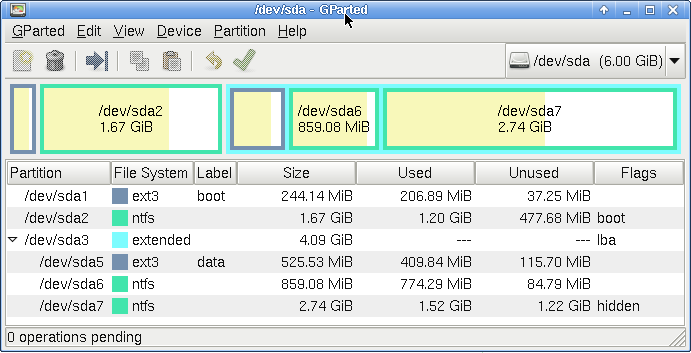 /dev/sda - GParted
GParted Edit View Device Partition Help
/dev/sda (6.00 GiB)
/dev/sda2 /dev/sda6 /dev/sda7
1.67 GiB 859.08 MiB 2.74 GiB
Partition File System Label Size Used Unused Flags
/dev/sda1 ext3 boot 244.14 MiB 206.89 MiB 37.25 MiB
/dev/sda2 ntfs 1.67 GiB 1.20 GiB 477.68 MiB boot
/dev/sda3 extended 4.09 GiB --- --- lba
/dev/sda5 ext3 data 525.53 MiB 409.84 MiB 115.70 MiB
/dev/sda6 ntfs 859.08 MiB 774.29 MiB 84.79 MiB
/dev/sda7 ntfs 2.74 GiB 1.52 GiB 1.22 GiB hidden
0 operations pending